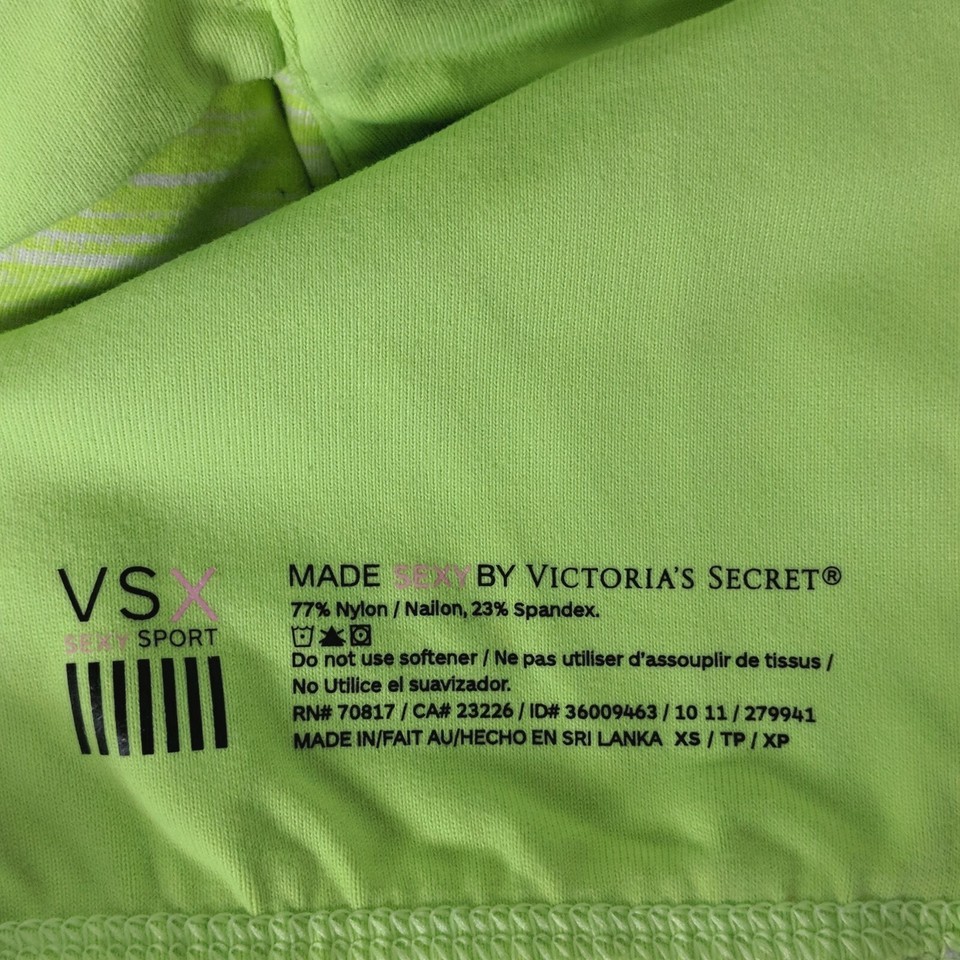 VSX
SEXY SPORT
MADE SEXY BY VICTORIA'S SECRET®
77% Nylon / Nailon, 23% Spandex.
Do not use softener / Ne pas utiliser d'assouplir de tissus /
No Utilice el suavizador.
RN# 70817 / CA# 23226 / ID# 36009463 / 10 11 / 279941
MADE IN/FAIT AU/HECHO EN SRI LANKA XS / TP / XP